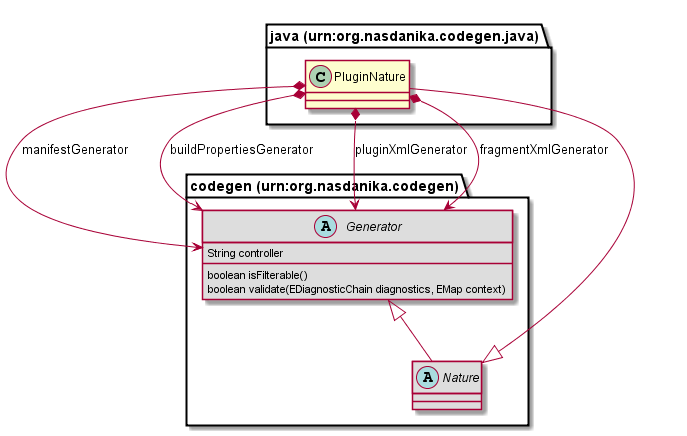 java (urn:org.nasdanika.codegen.java)
C PluginNature
manifestGenerator
buildPropertiesGenerator
pluginXmlGenerator
fragmentXmlGenerator
codegen (urn:org.nasdanika.codegen)
A Generator
String controller
boolean isFilterable()
boolean validate(EDiagnosticChain diagnostics, EMap context)
A Nature